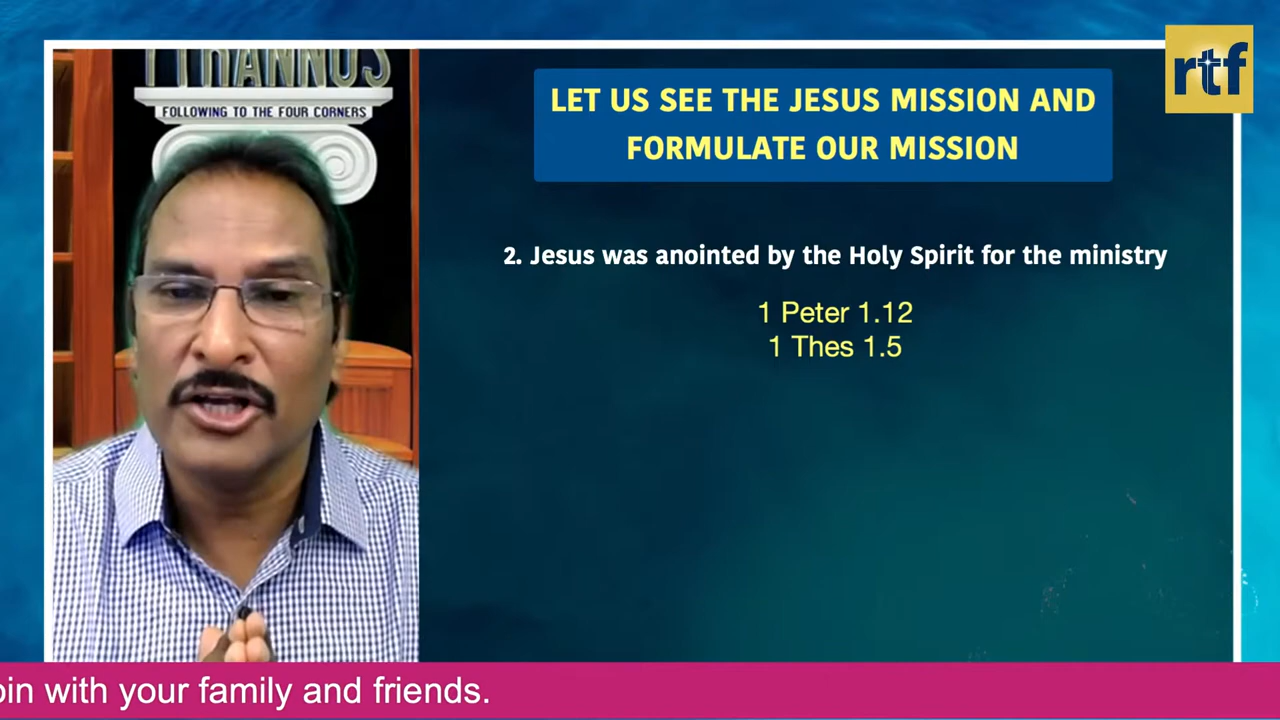 TYRANNUS
FOLLOWING TO THE FOUR CORNERS
rtf
LET US SEE THE JESUS MISSION AND
FORMULATE OUR MISSION
2. Jesus was anointed by the Holy Spirit for the ministry
1 Peter 1.12
1 Thes 1.5
oin with your family and friends.